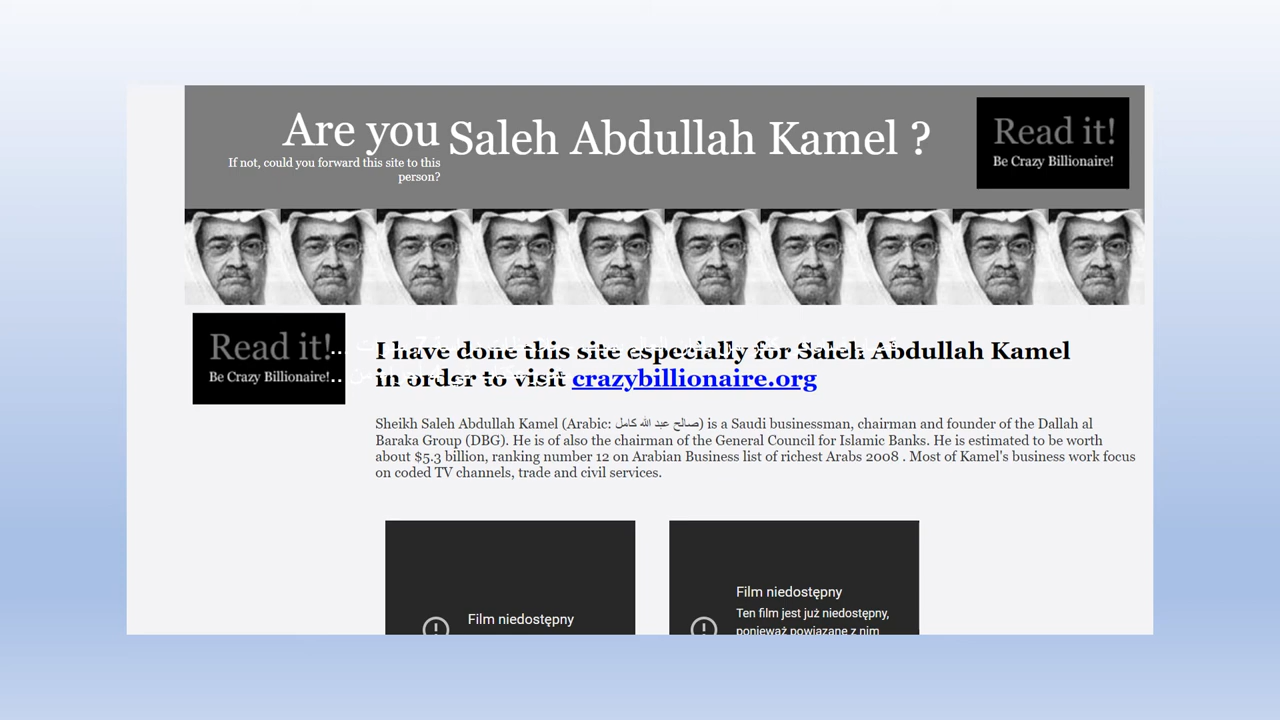 Are you Saleh Abdullah Kamel ?
If not, could you forward this site to this
person?
Read it!
Be Crazy Billionaire!
Read it!
Be Crazy Billionaire!
I have done this site especially for Saleh Abdullah Kamel
in order to visit crazybillionaire.org
Sheikh Saleh Abdullah Kamel (Arabic: صالح عبد الله كامل) is a Saudi businessman, chairman and founder of the Dallah al
Baraka Group (DBG). He is of also the chairman of the General Council for Islamic Banks. He is estimated to be worth
about $5.3 billion, ranking number 12 on Arabian Business list of richest Arabs 2008 . Most of Kamel's business work focus
on coded TV channels, trade and civil services.
Film niedostępny
Film niedostępny
Ten film jest już niedostępny,
ponieważ powiązane z nim